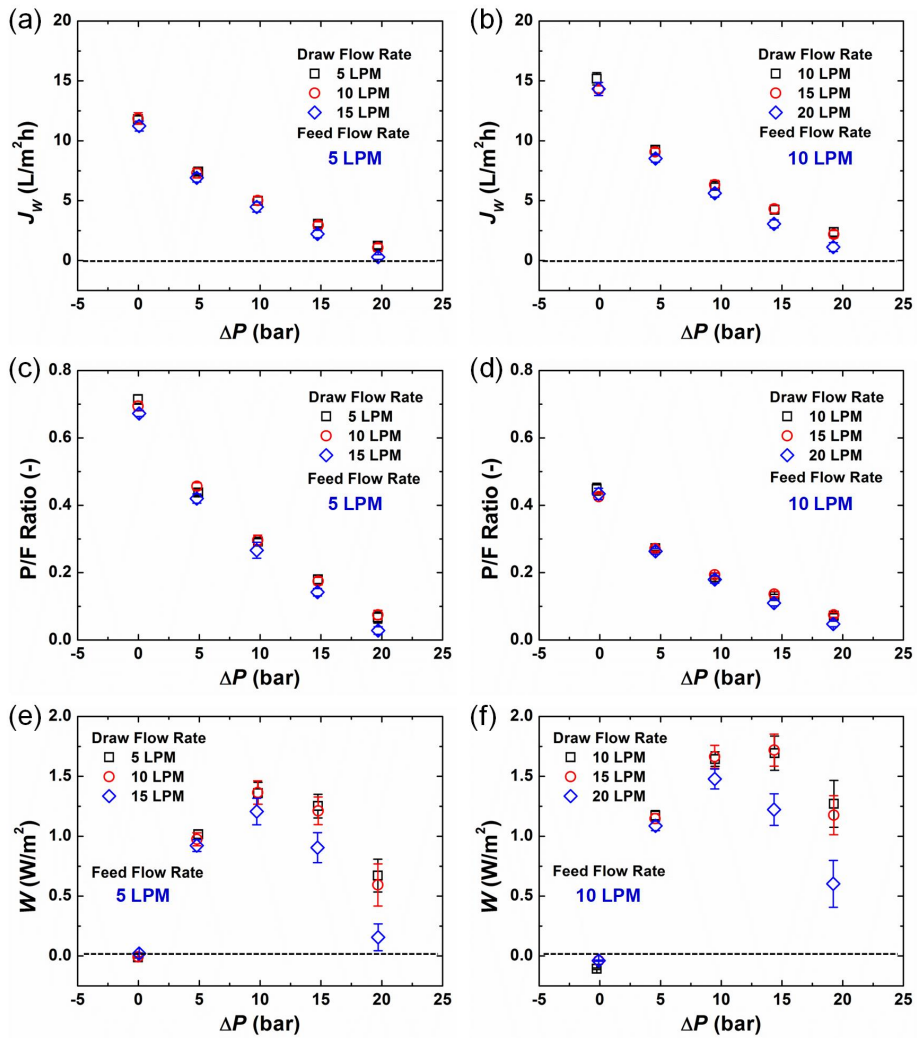 (a)
Draw Flow Rate
5 LPM
10 LPM
15 LPM
Feed Flow Rate
5 LPM
20
15
10
5
0
-5 0 5 10 15 20 25
J_W (L/m²h)
ΔP (bar)
(b)
Draw Flow Rate
10 LPM
15 LPM
20 LPM
Feed Flow Rate
10 LPM
20
15
10
5
0
-5 0 5 10 15 20 25
J_W (L/m²h)
ΔP (bar)
(c)
Draw Flow Rate
5 LPM
10 LPM
15 LPM
Feed Flow Rate
5 LPM
0.8
0.6
0.4
0.2
0.0
-5 0 5 10 15 20 25
P/F Ratio (-)
ΔP (bar)
(d)
Draw Flow Rate
10 LPM
15 LPM
20 LPM
Feed Flow Rate
10 LPM
0.8
0.6
0.4
0.2
0.0
-5 0 5 10 15 20 25
P/F Ratio (-)
ΔP (bar)
(e)
Draw Flow Rate
5 LPM
10 LPM
15 LPM
Feed Flow Rate
5 LPM
2.0
1.5
1.0
0.5
0.0
-5 0 5 10 15 20 25
W (W/m²)
ΔP (bar)
(f)
Draw Flow Rate
10 LPM
15 LPM
20 LPM
Feed Flow Rate
10 LPM
2.0
1.5
1.0
0.5
0.0
-5 0 5 10 15 20 25
W (W/m²)
ΔP (bar)